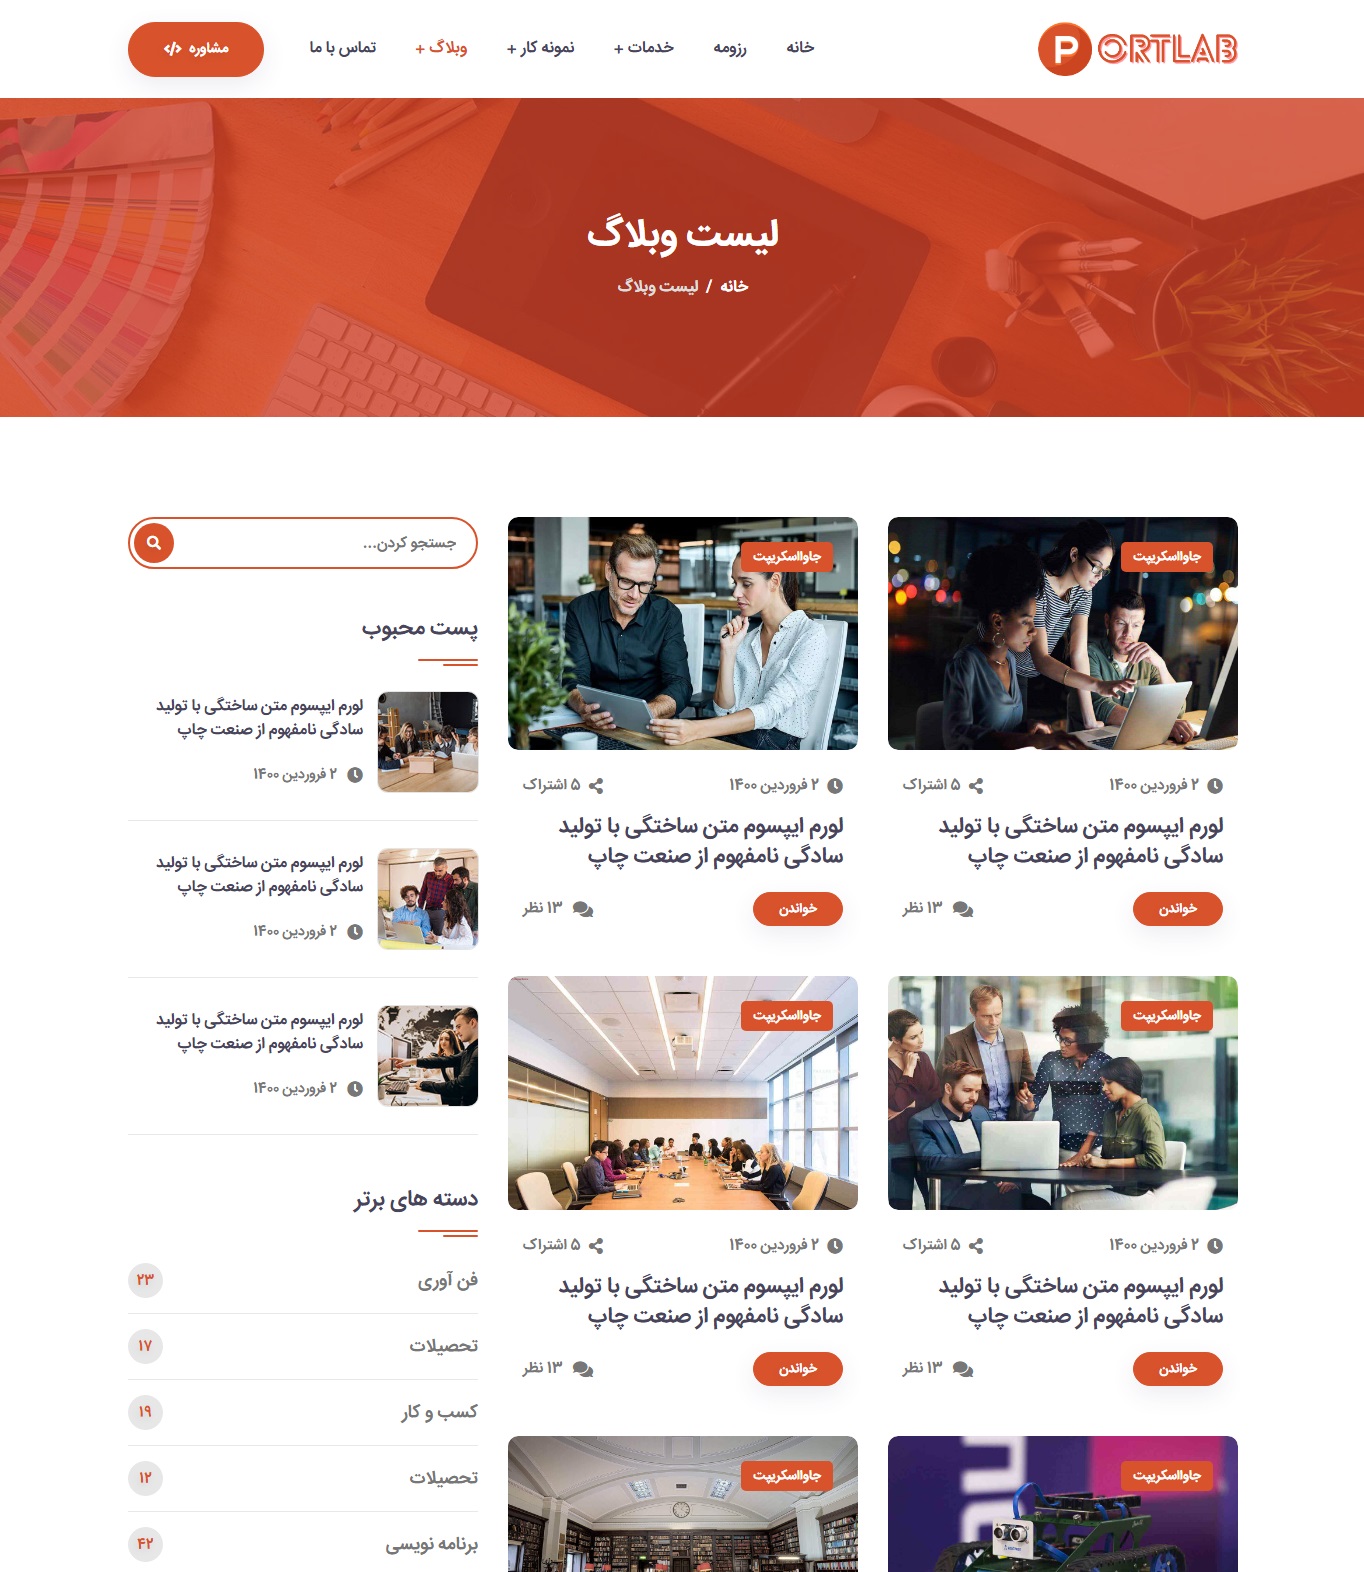 PORTLAB
خانه
رزومه
خدمات +
نمونه کار +
وبلاگ +
تماس با ما
مشاوره
لیست وبلاگ
خانه / لیست وبلاگ
جاوااسکریپت
۲ فروردین ۱۴۰۰
۵ اشتراک
لورم ایپسوم متن ساختگی با تولید
سادگی نامفهوم از صنعت چاپ
خواندن
۱۳ نظر
جاوااسکریپت
۲ فروردین ۱۴۰۰
۵ اشتراک
لورم ایپسوم متن ساختگی با تولید
سادگی نامفهوم از صنعت چاپ
خواندن
۱۳ نظر
جاوااسکریپت
۲ فروردین ۱۴۰۰
۵ اشتراک
لورم ایپسوم متن ساختگی با تولید
سادگی نامفهوم از صنعت چاپ
خواندن
۱۳ نظر
جاوااسکریپت
۲ فروردین ۱۴۰۰
۵ اشتراک
لورم ایپسوم متن ساختگی با تولید
سادگی نامفهوم از صنعت چاپ
خواندن
۱۳ نظر
جاوااسکریپت
جاوااسکریپت
جستجو کردن...
پست محبوب
لورم ایپسوم متن ساختگی با تولید
سادگی نامفهوم از صنعت چاپ
۲ فروردین ۱۴۰۰
لورم ایپسوم متن ساختگی با تولید
سادگی نامفهوم از صنعت چاپ
۲ فروردین ۱۴۰۰
لورم ایپسوم متن ساختگی با تولید
سادگی نامفهوم از صنعت چاپ
۲ فروردین ۱۴۰۰
دسته های برتر
فن آوری ۲۳
تحصیلات ۱۷
کسب و کار ۱۹
تحصیلات ۱۲
برنامه نویسی ۴۲